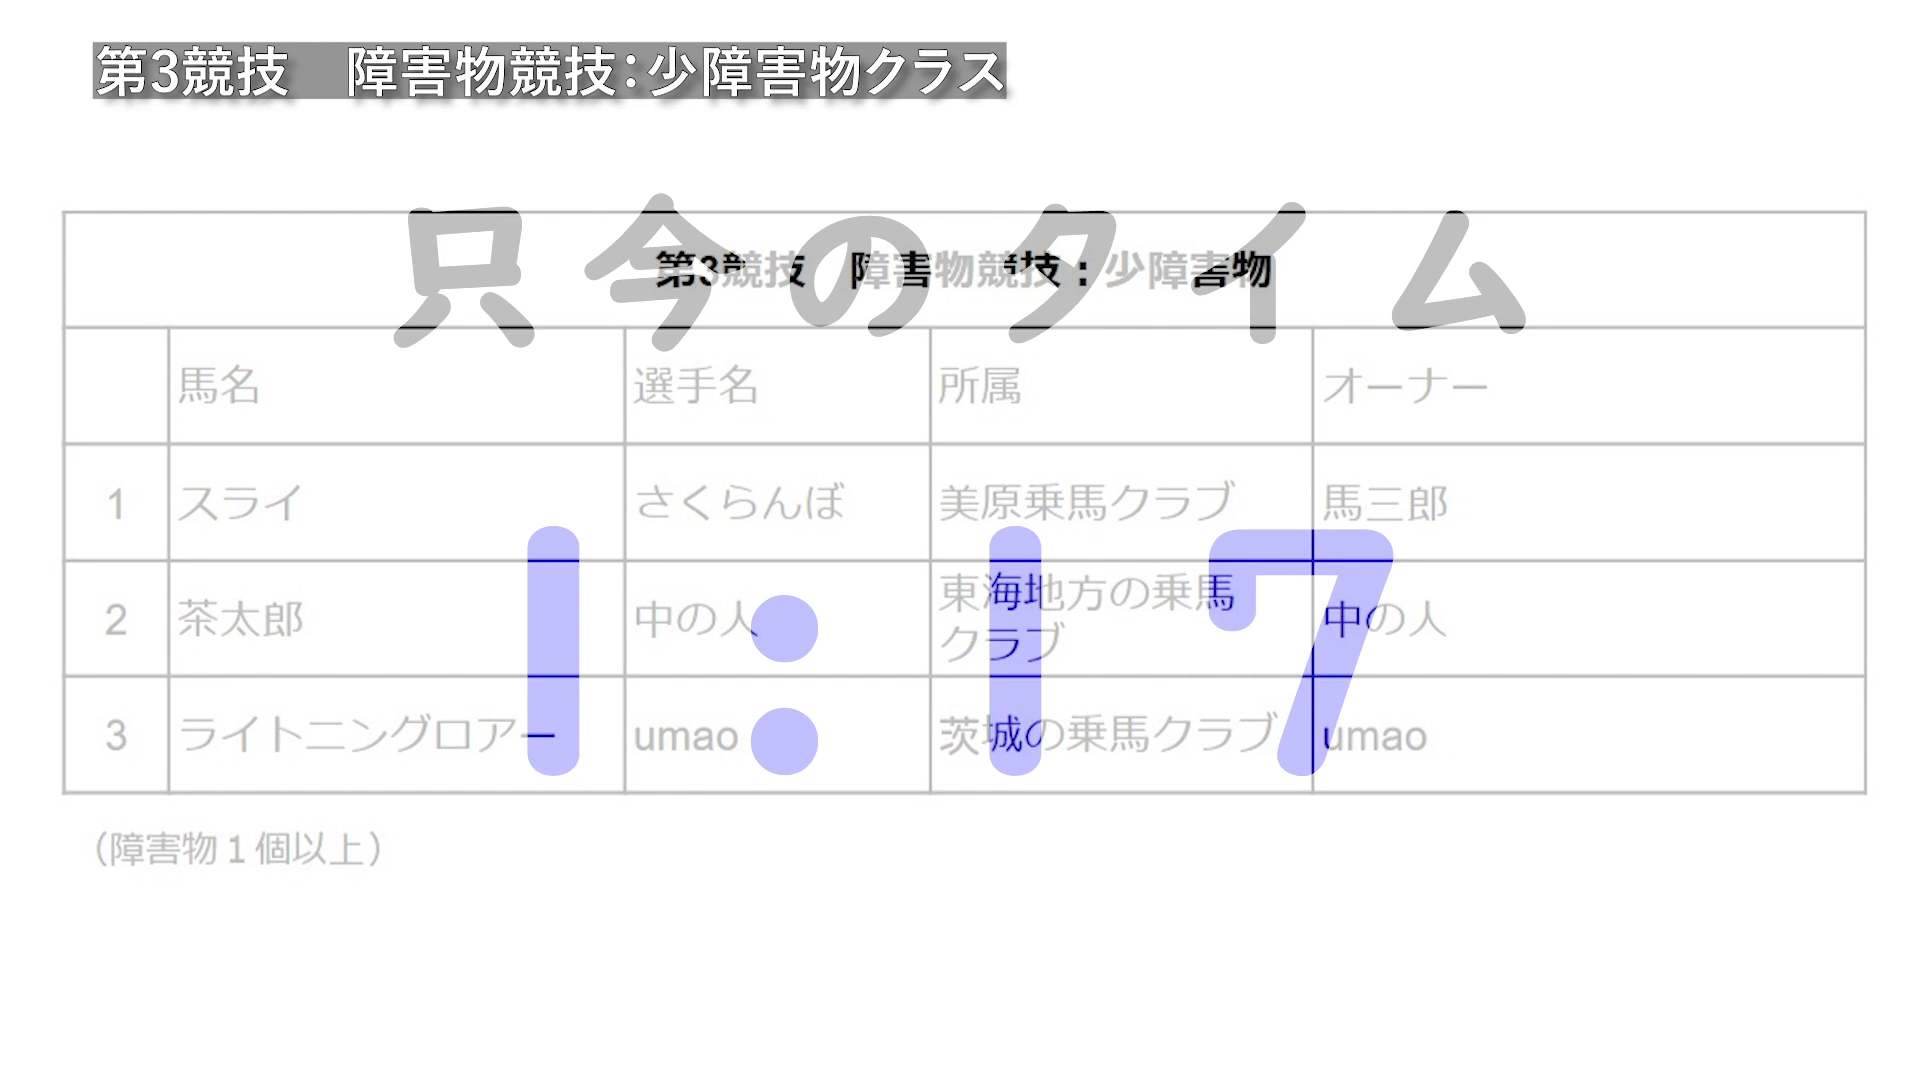 第3競技　障害物競技：少障害物クラス
只今のタイム
第3競技　障害物競技：少障害物
馬名 選手名 所属 オーナー
1 スライ さくらんぼ 美原乗馬クラブ 馬三郎
2 茶太郎 中の人 東海地方の乗馬
クラブ 中の人
3 ライトニングロアー umao 茨城の乗馬クラブ umao
1:17
（障害物１個以上）